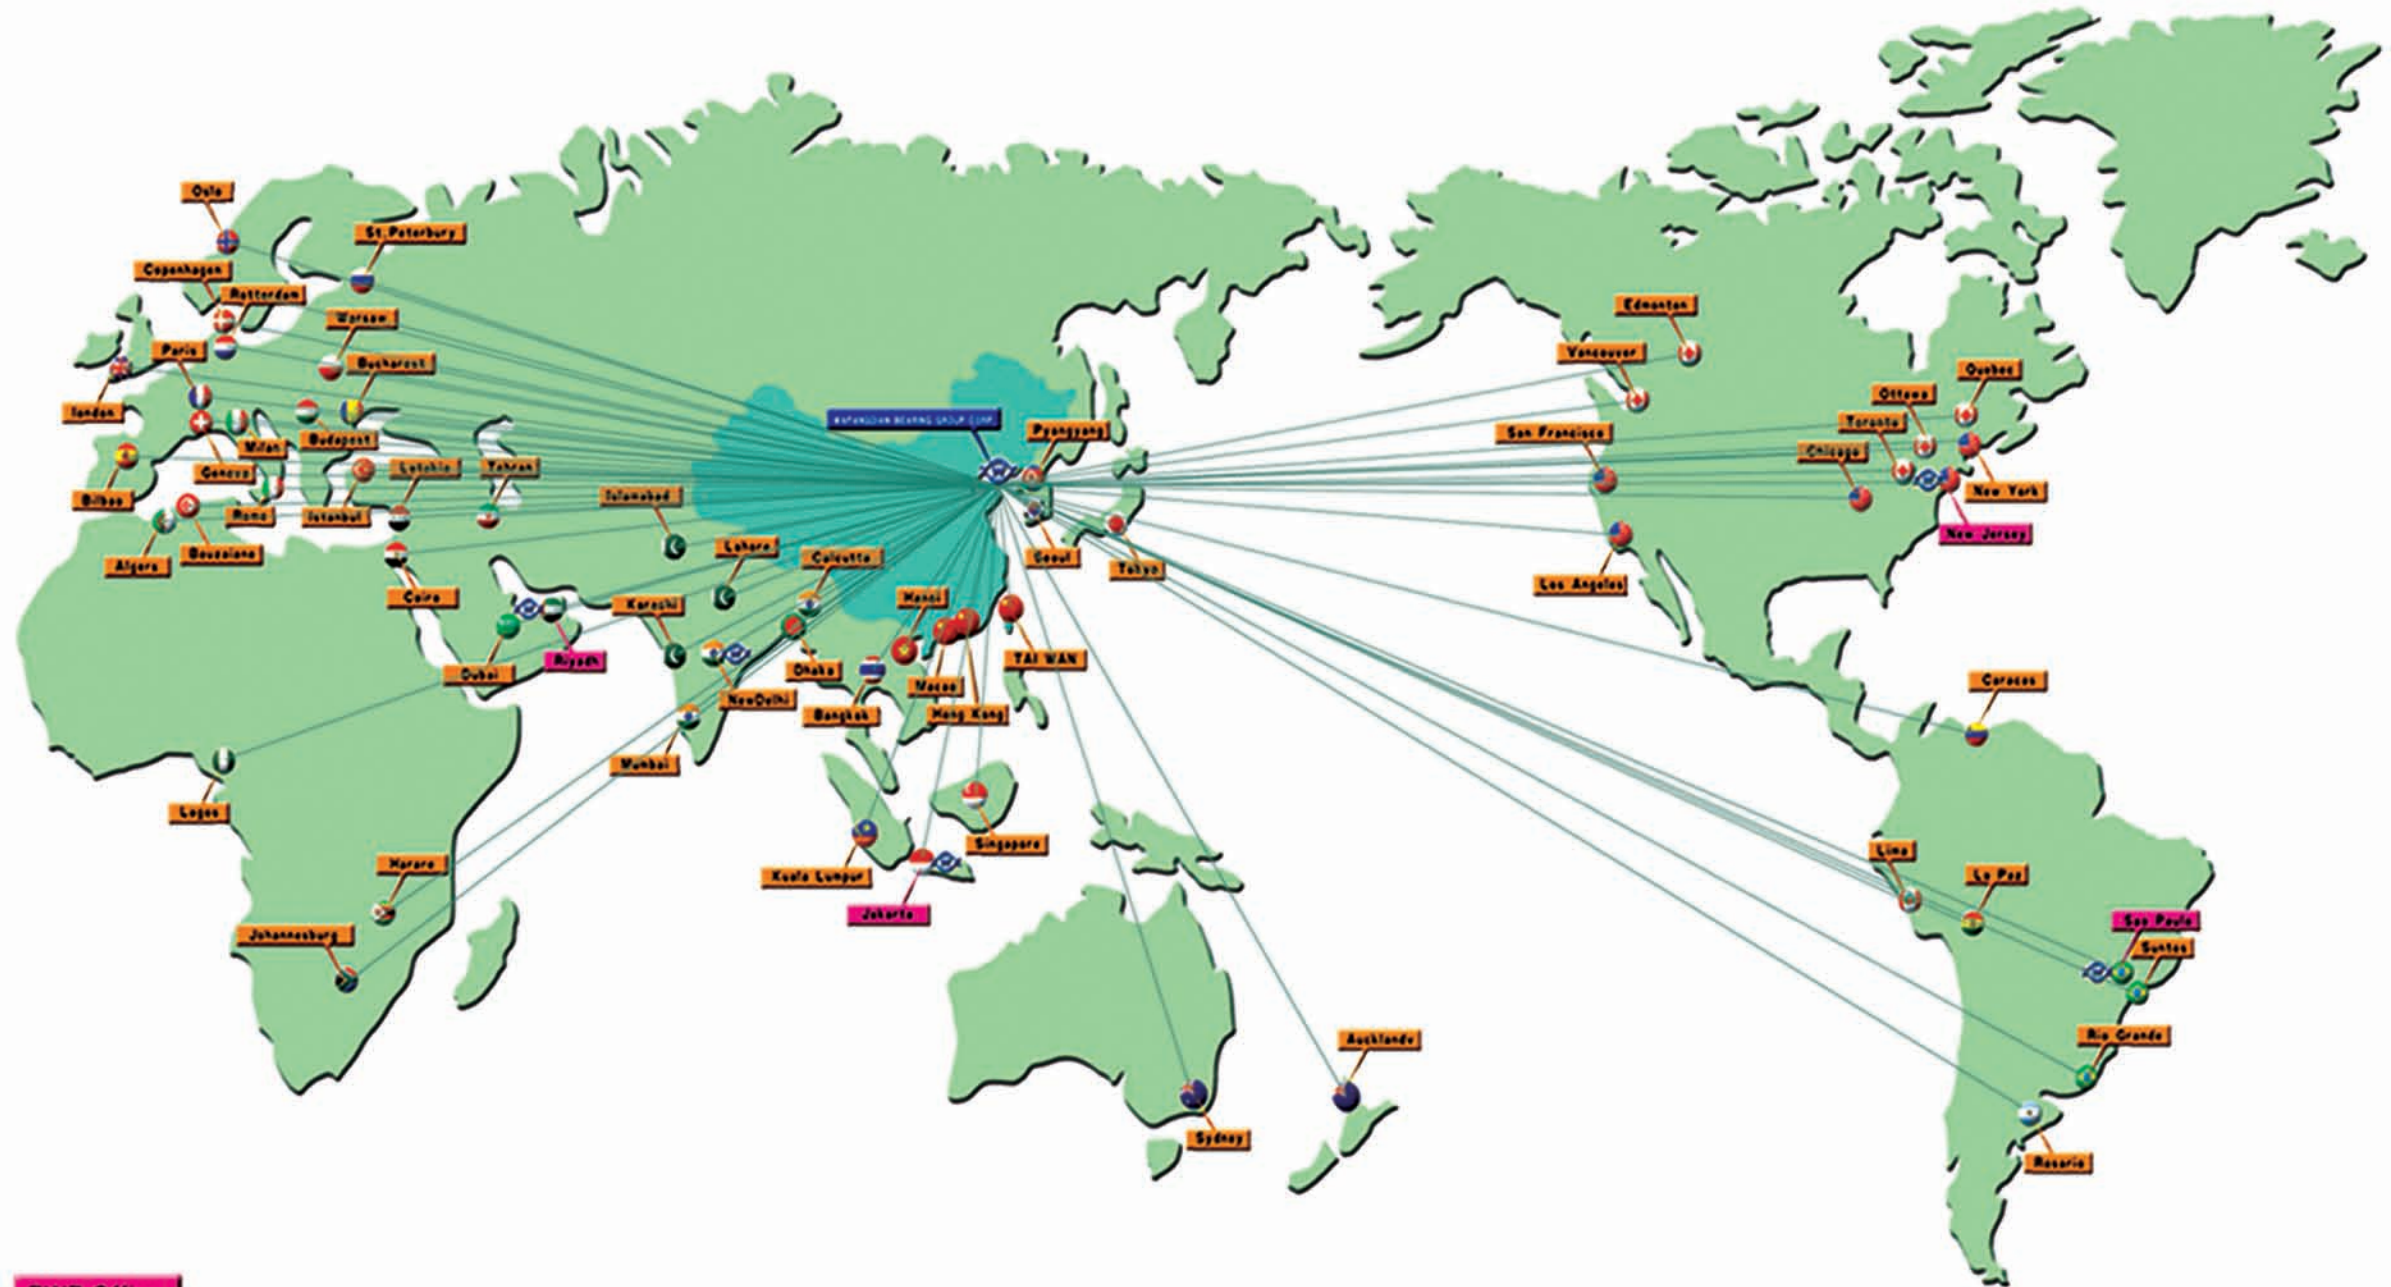 Oslo
St.Peterbury
Copenhagen
Rotterdam
Warsaw
Paris
Bucharest
london
Budapest
Milan
Geneva
Latakia
Tehran
Bilbao
Rome
Istanbul
Algers
Islamabad
Lahore
Calcutta
Cairo
Karachi
Dubai
Riyadh
NewDelhi
Dhaka
Bangkok
Hanoi
Macao
Hong Kong
TAI WAN
Pyongyang
Seoul
Tokyo
Mumbai
Lagos
Harare
Johannesburg
Kuala Lumpur
Singapore
Jakarta
Sydney
Aucklandv
Edmonton
Vancouver
San Francisco
Los Angeles
Quebec
Ottawa
Toronto
Chicago
New York
New Jersey
Caracas
Lima
La Paz
Sao Paulo
Santos
Rio Grande
Rosario